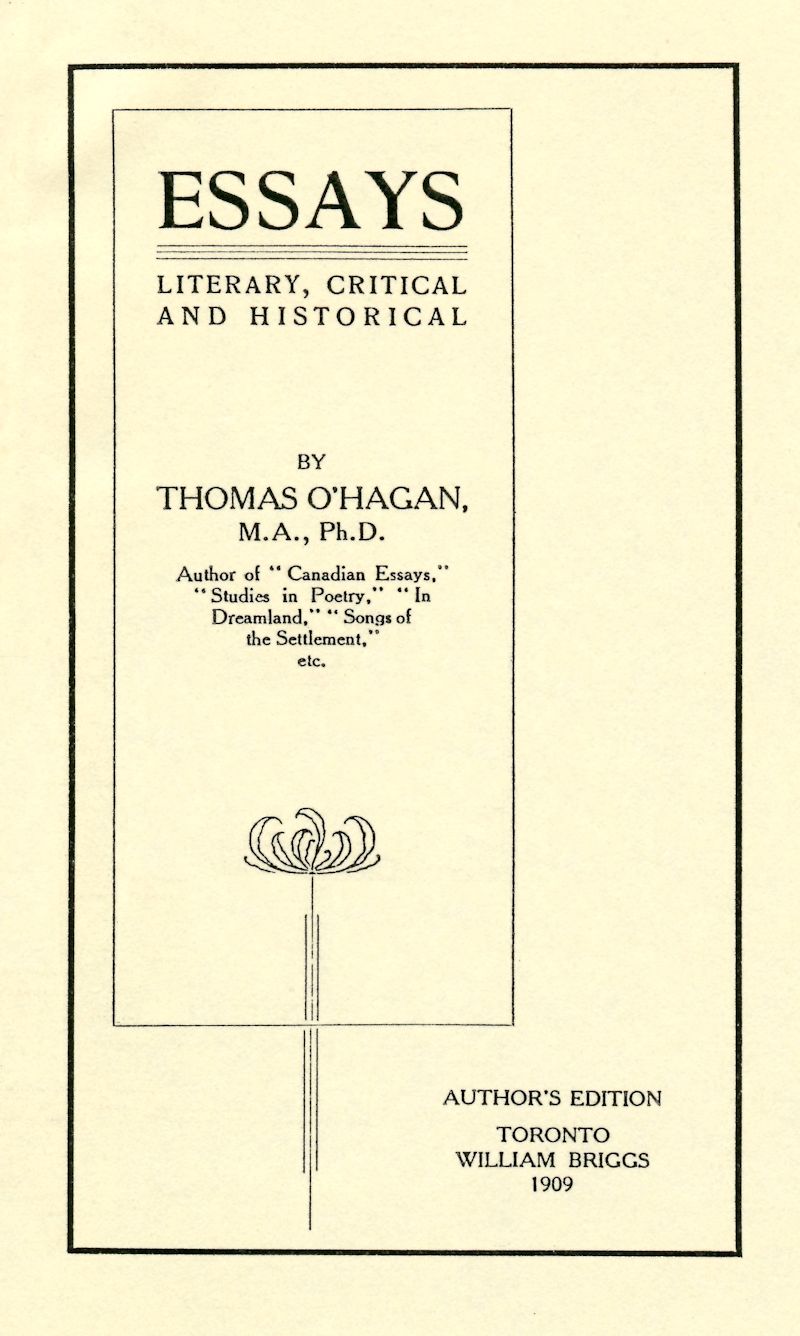 ESSAYS
LITERARY, CRITICAL
AND HISTORICAL
BY
THOMAS O'HAGAN,
M.A., Ph.D.
Author of "Canadian Essays,"
"Studies in Poetry," "In
Dreamland," "Songs of
the Settlement,"
etc.
AUTHOR'S EDITION
TORONTO
WILLIAM BRIGGS
1909